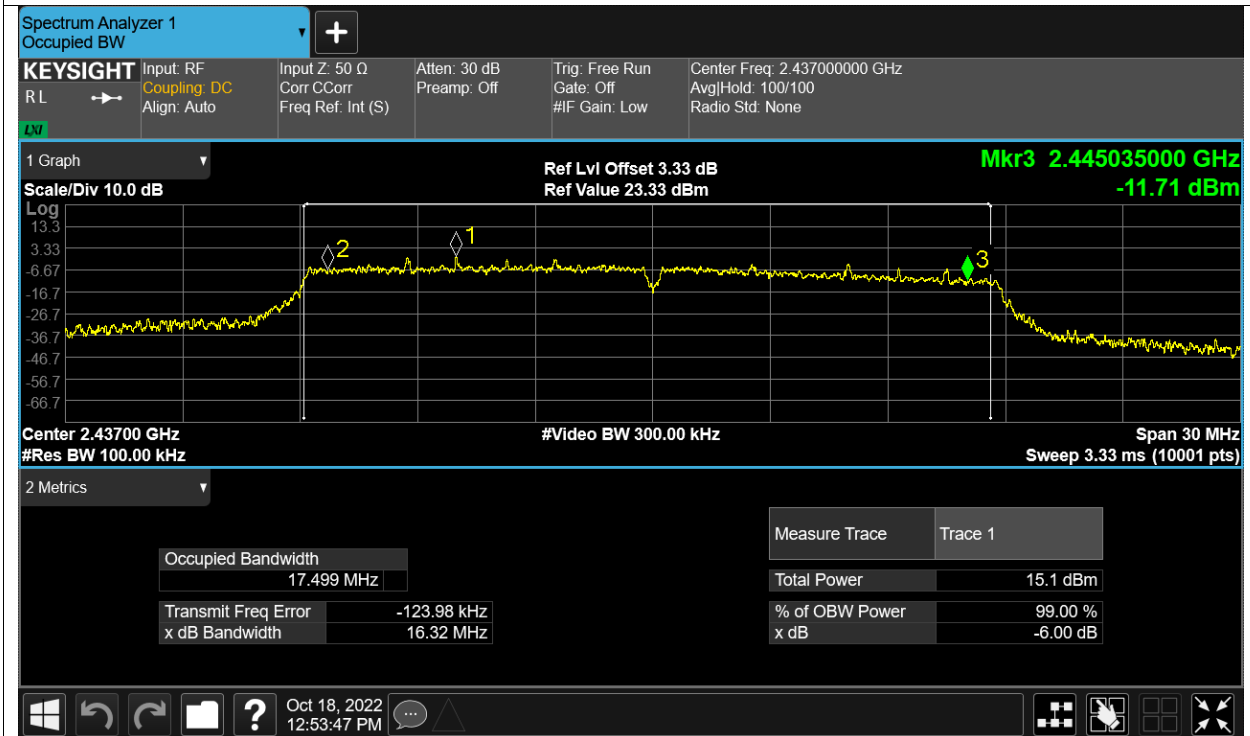 Spectrum Analyzer 1
Occupied BW
KEYSIGHT
R L
LXI
Input: RF
Coupling: DC
Align: Auto
Input Z: 50 Ω
Corr CCorr
Freq Ref: Int (S)
Atten: 30 dB
Preamp: Off
Trig: Free Run
Gate: Off
#IF Gain: Low
Center Freq: 2.437000000 GHz
Avg|Hold: 100/100
Radio Std: None
1 Graph
Scale/Div 10.0 dB
Ref Lvl Offset 3.33 dB
Ref Value 23.33 dBm
Mkr3 2.445035000 GHz
-11.71 dBm
Log
13.3
3.33
-6.67
-16.7
-26.7
-36.7
-46.7
-56.7
-66.7
2
1
3
Center 2.43700 GHz
#Video BW 300.00 kHz
Span 30 MHz
#Res BW 100.00 kHz
Sweep 3.33 ms (10001 pts)
2 Metrics
Occupied Bandwidth
17.499 MHz
Transmit Freq Error -123.98 kHz
x dB Bandwidth 16.32 MHz
Measure Trace Trace 1
Total Power 15.1 dBm
% of OBW Power 99.00 %
x dB -6.00 dB
?
Oct 18, 2022
12:53:47 PM